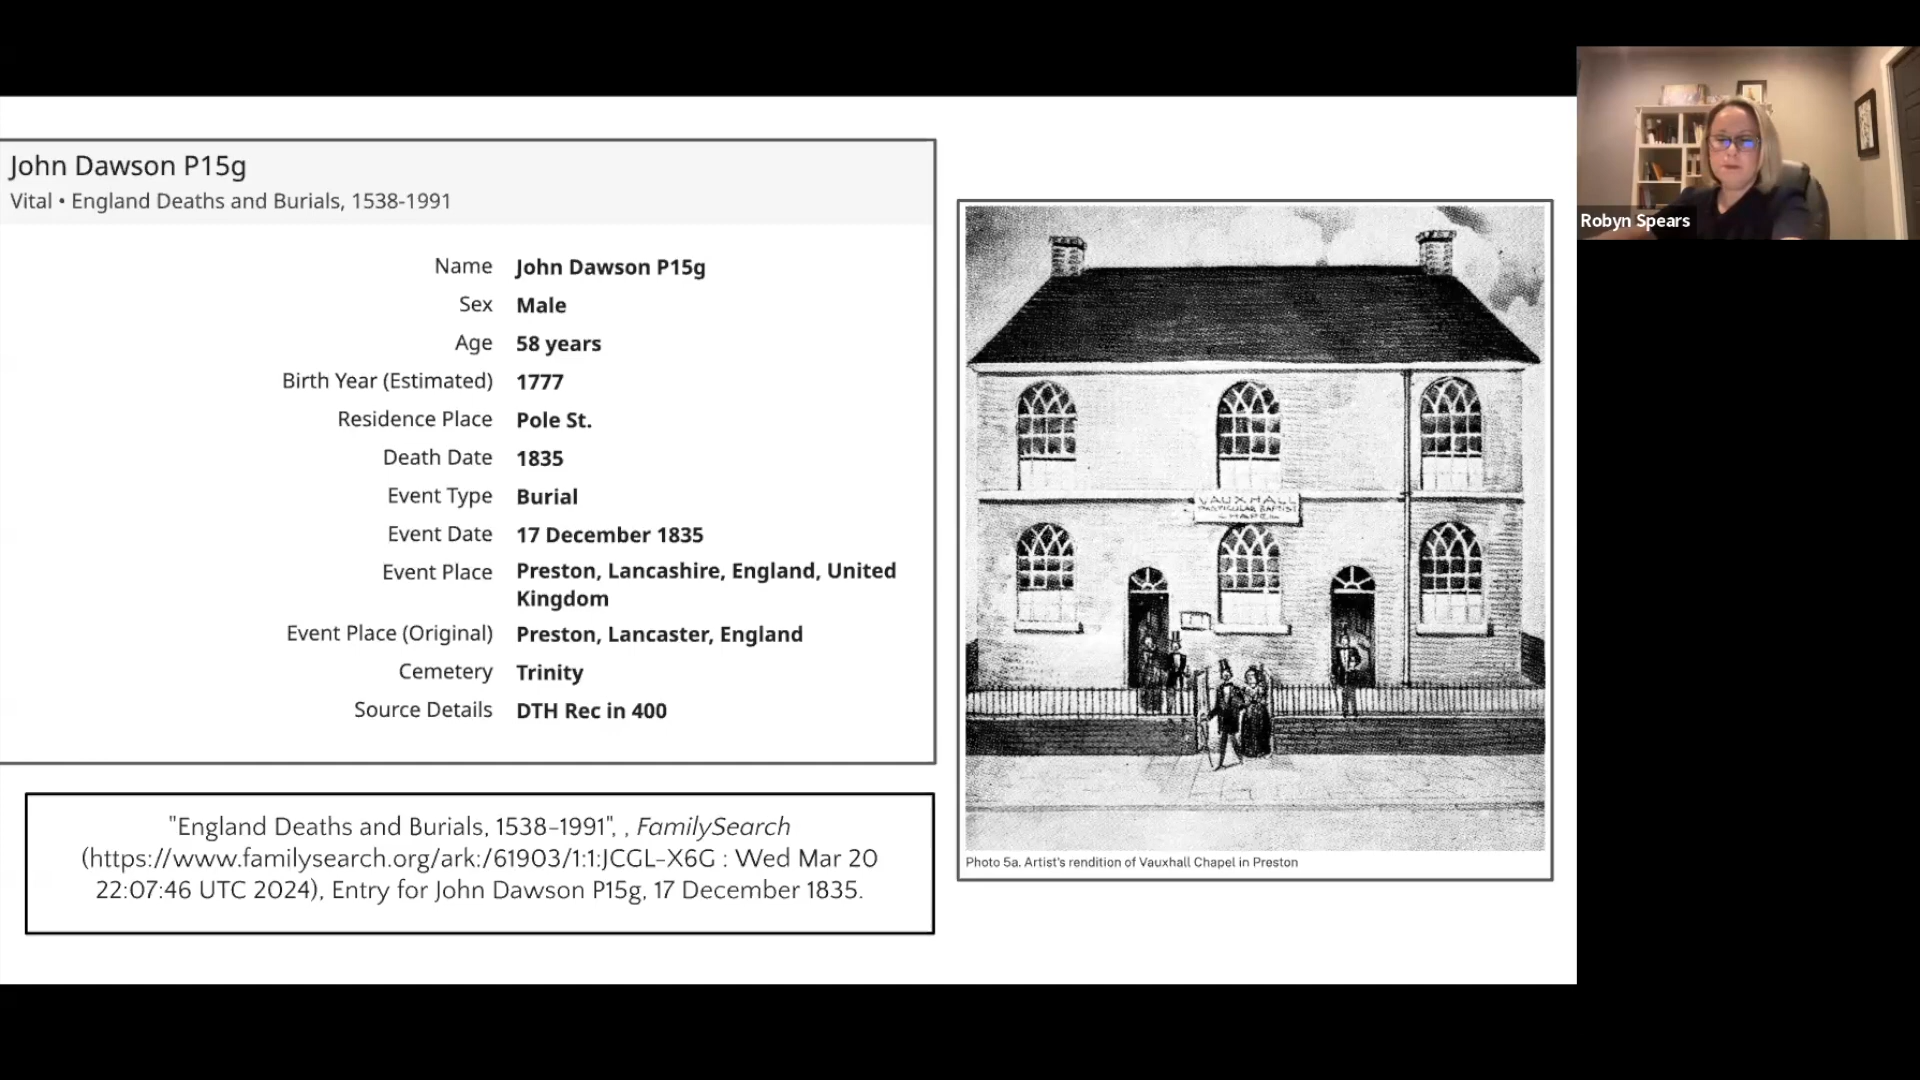 John Dawson P15g
Vital • England Deaths and Burials, 1538-1991
Name John Dawson P15g
Sex Male
Age 58 years
Birth Year (Estimated) 1777
Residence Place Pole St.
Death Date 1835
Event Type Burial
Event Date 17 December 1835
Event Place Preston, Lancashire, England, United
Kingdom
Event Place (Original) Preston, Lancaster, England
Cemetery Trinity
Source Details DTH Rec in 400
"England Deaths and Burials, 1538-1991", , FamilySearch
(https://www.familysearch.org/ark:/61903/1:1:JCGL-X6G : Wed Mar 20
22:07:46 UTC 2024), Entry for John Dawson P15g, 17 December 1835.
VAUXHALL
PARTICULAR BAPTIST
CHAPEL
Photo 5a. Artist's rendition of Vauxhall Chapel in Preston
Robyn Spears